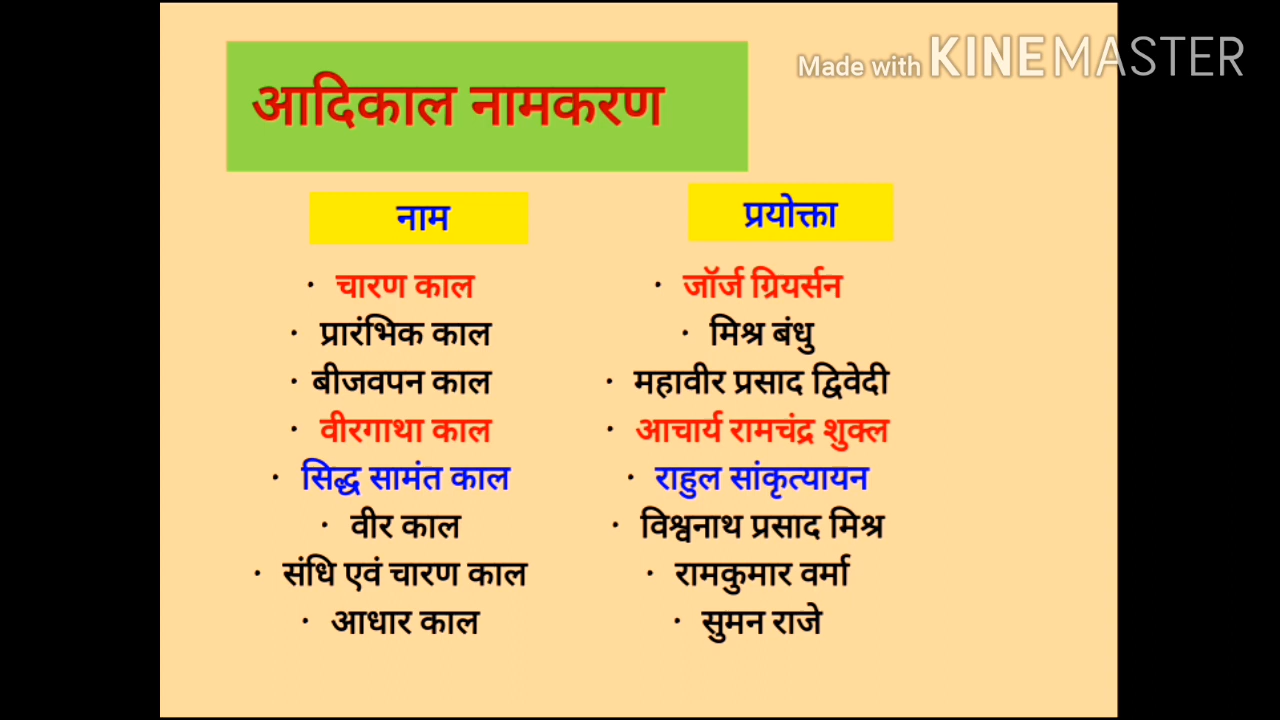 Made with KINEMASTER
आदिकाल नामकरण
नाम प्रयोक्ता
· चारण काल · जॉर्ज ग्रियर्सन
· प्रारंभिक काल · मिश्र बंधु
· बीजवपन काल · महावीर प्रसाद द्विवेदी
· वीरगाथा काल · आचार्य रामचंद्र शुक्ल
· सिद्ध सामंत काल · राहुल सांकृत्यायन
· वीर काल · विश्वनाथ प्रसाद मिश्र
· संधि एवं चारण काल · रामकुमार वर्मा
· आधार काल · सुमन राजे